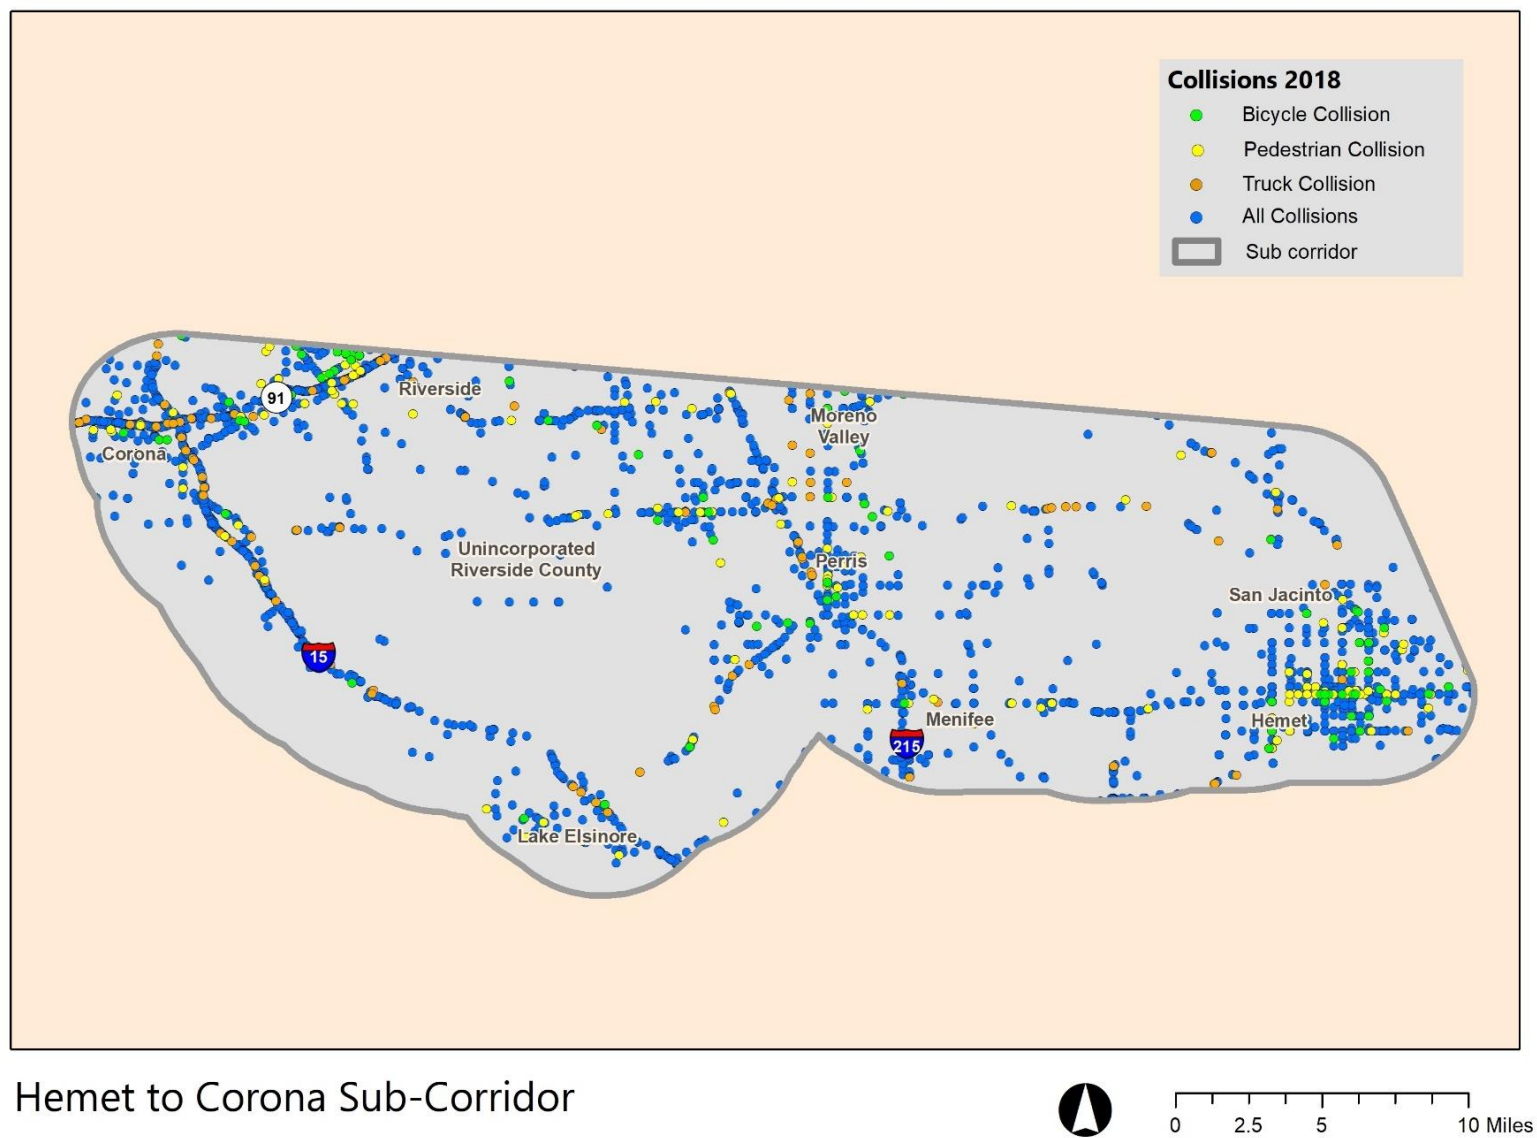 Collisions 2018
Bicycle Collision
Pedestrian Collision
Truck Collision
All Collisions
Sub corridor
91
Riverside
Moreno
Valley
Corona
Unincorporated
Riverside County
Perris
San Jacinto
15
Menifee
Hemet
215
Lake Elsinore
Hemet to Corona Sub-Corridor
0 2.5 5 10 Miles